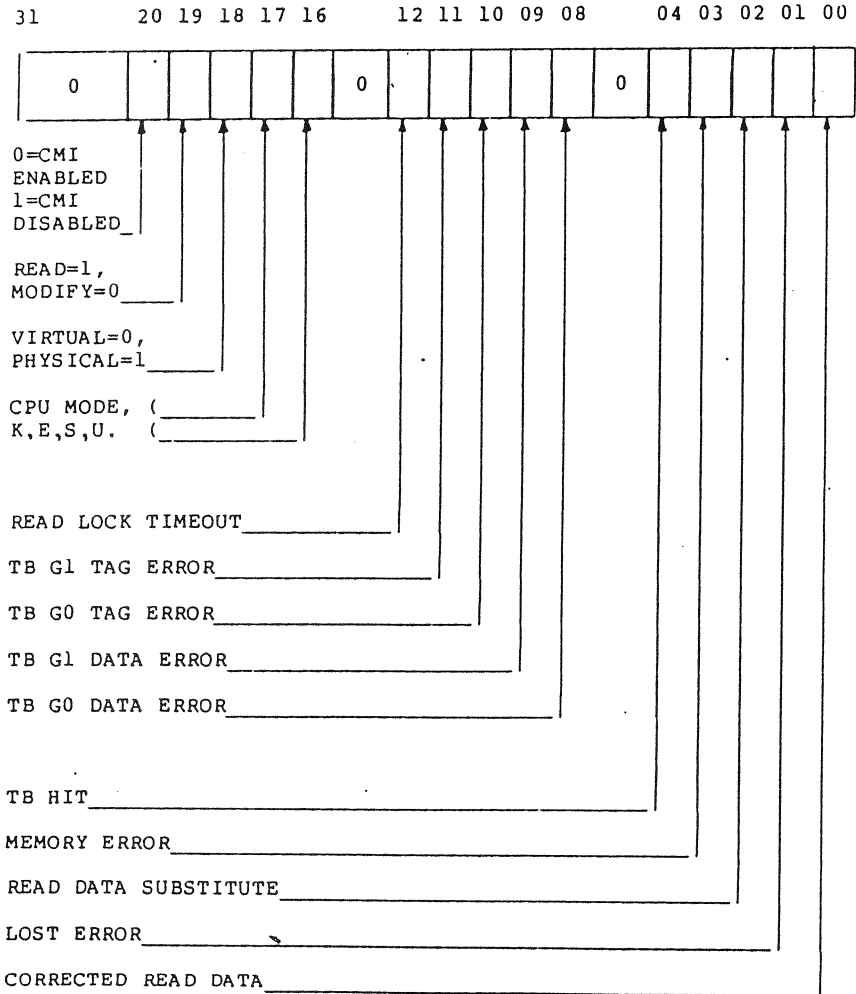 31 20 19 18 17 16 12 11 10 09 08 04 03 02 01 00
0 0 0
0=CMI
ENABLED
1=CMI
DISABLED
READ=1,
MODIFY=0
VIRTUAL=0,
PHYSICAL=1
CPU MODE, (
K,E,S,U. (
READ LOCK TIMEOUT
TB G1 TAG ERROR
TB G0 TAG ERROR
TB G1 DATA ERROR
TB G0 DATA ERROR
TB HIT
MEMORY ERROR
READ DATA SUBSTITUTE
LOST ERROR
CORRECTED READ DATA